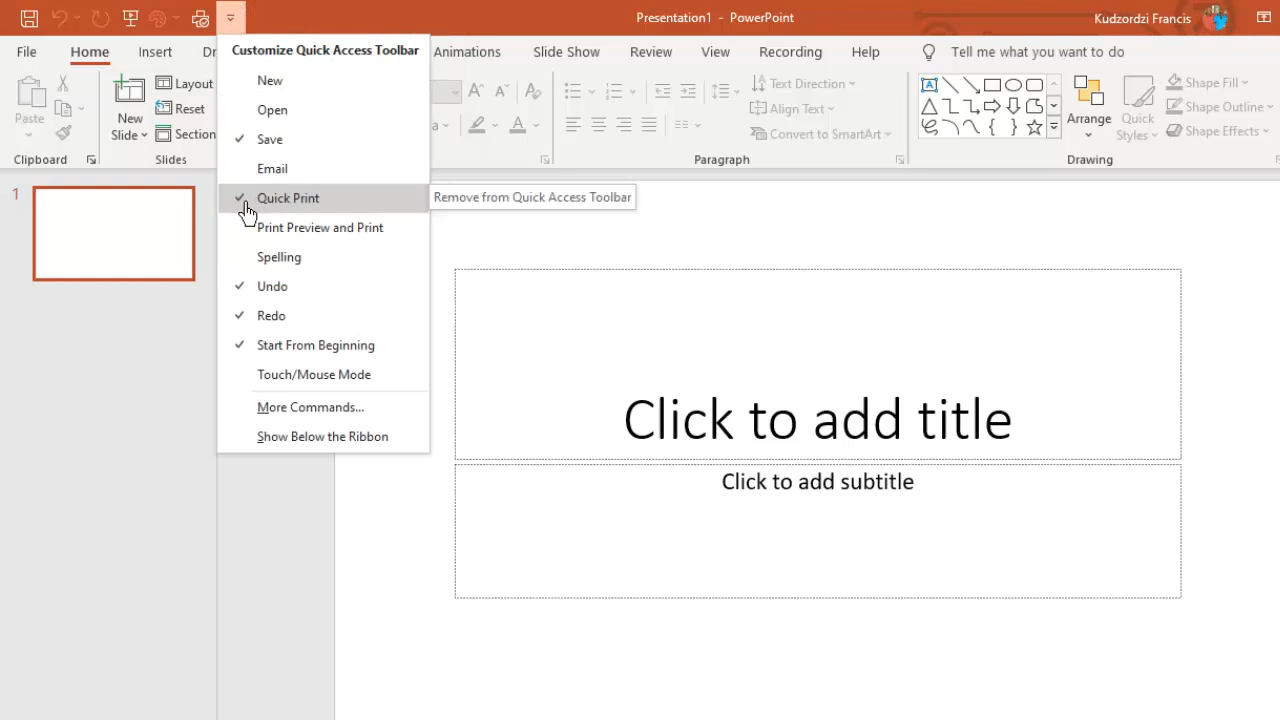 Presentation1 - PowerPoint
Kudzordzi Francis
File Home Insert Dr Animations Slide Show Review View Recording Help Tell me what you want to do
Customize Quick Access Toolbar
New
Open
Save
Email
Quick Print
Remove from Quick Access Toolbar
Print Preview and Print
Spelling
Undo
Redo
Start From Beginning
Touch/Mouse Mode
More Commands...
Show Below the Ribbon
Paste
Clipboard
New
Slide
Layout
Reset
Section
Slides
a
Text Direction
Align Text
Convert to SmartArt
Paragraph
Arrange
Quick
Styles
Shape Fill
Shape Outline
Shape Effects
Drawing
1
Click to add title
Click to add subtitle